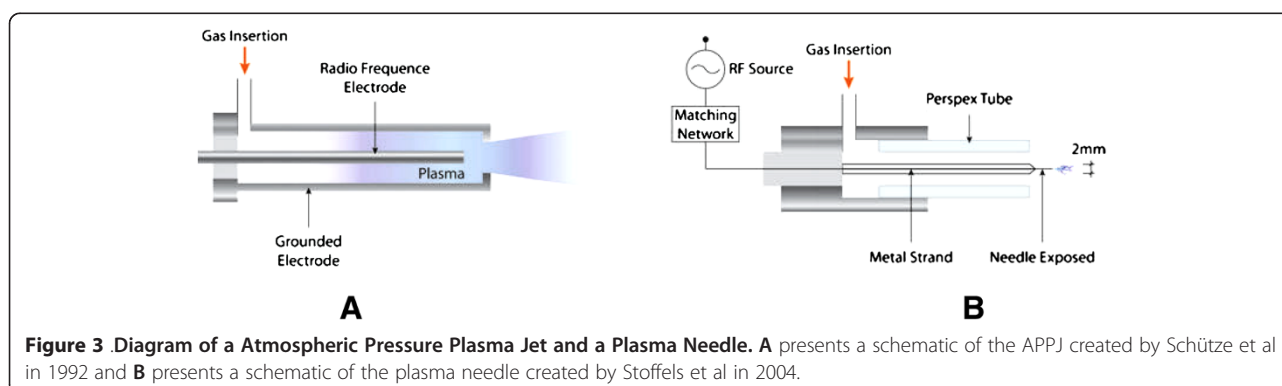 Gas Insertion
Radio Frequence
Electrode
Plasma
Grounded
Electrode
A
RF Source
Matching
Network
Gas Insertion
Perspex Tube
2mm
Metal Strand
Needle Exposed
B
Figure 3 .Diagram of a Atmospheric Pressure Plasma Jet and a Plasma Needle. A presents a schematic of the APPJ created by Schütze et al
in 1992 and B presents a schematic of the plasma needle created by Stoffels et al in 2004.